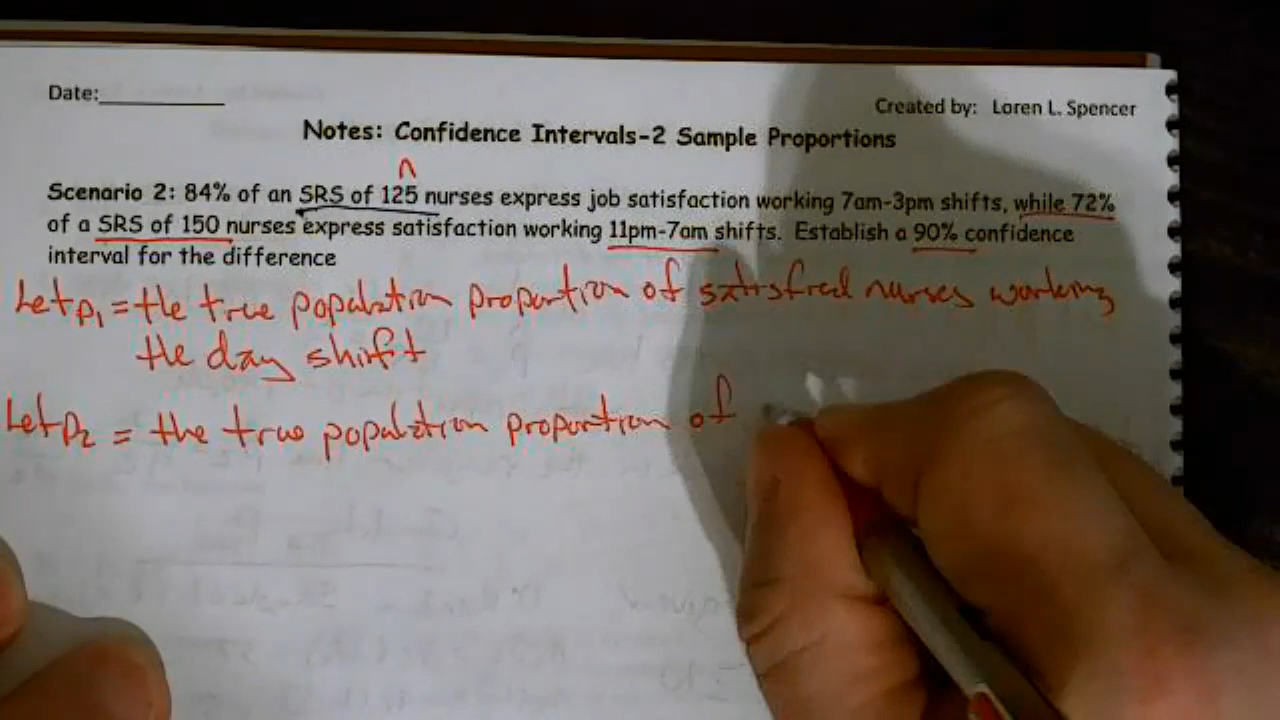 Date:__________
Created by: Loren L. Spencer
Notes: Confidence Intervals-2 Sample Proportions
n
Scenario 2: 84% of an SRS of 125 nurses express job satisfaction working 7am-3pm shifts, while 72%
of a SRS of 150 nurses express satisfaction working 11pm-7am shifts. Establish a 90% confidence
interval for the difference
Let p₁ = the true population proportion of satisfied nurses working
the day shift
Let p₂ = the true population proportion of